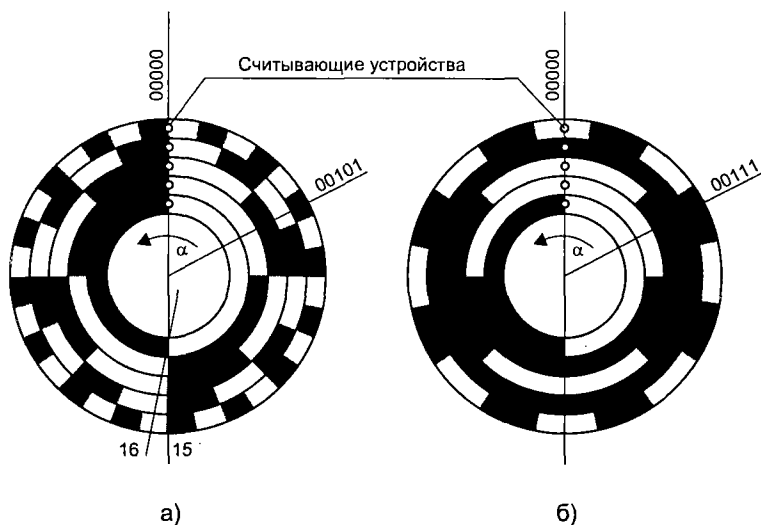 Считывающие устройства
00000
00101
α
16
15
а)
00000
00111
α
б)